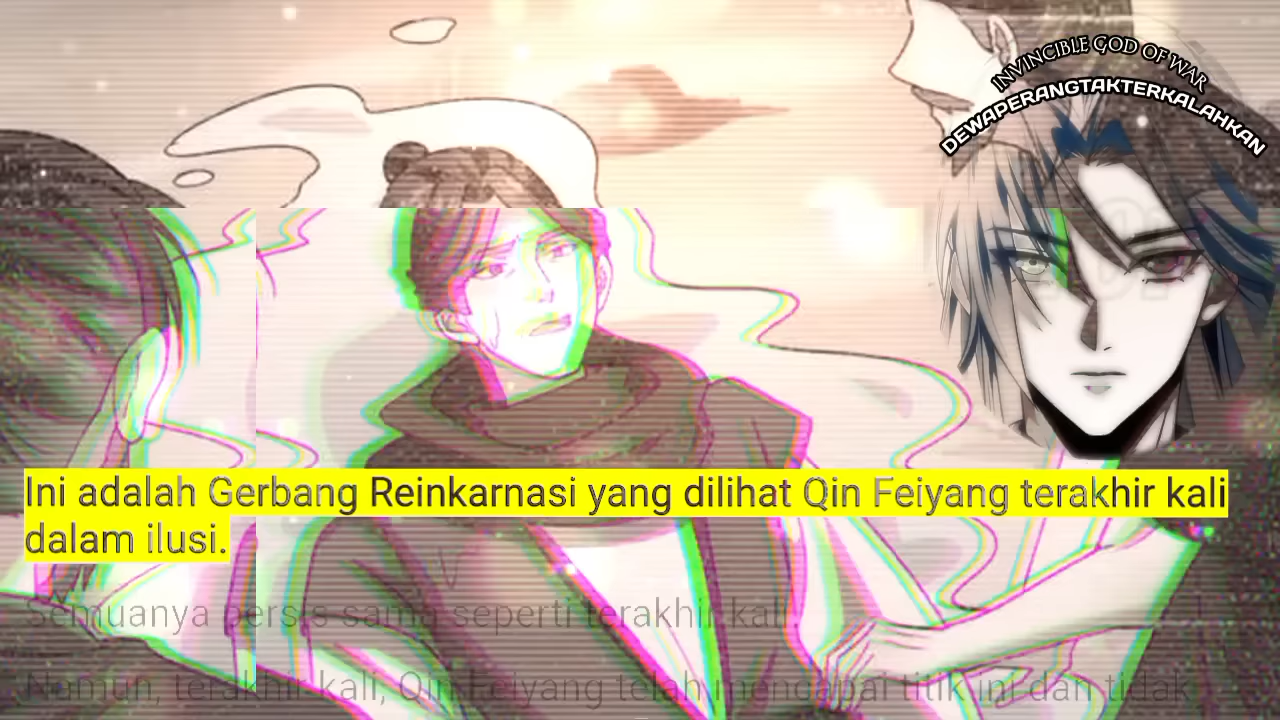 INVINCIBLE GOD OF WAR
DEWAPERANGTAKTERKALAHKAN
Ini adalah Gerbang Reinkarnasi yang dilihat Qin Feiyang terakhir kali
dalam ilusi.
Semuanya persis sama seperti terakhir kali.
Namun, terakhir kali, Qin Feiyang telah mencapai titik ini dan tidak